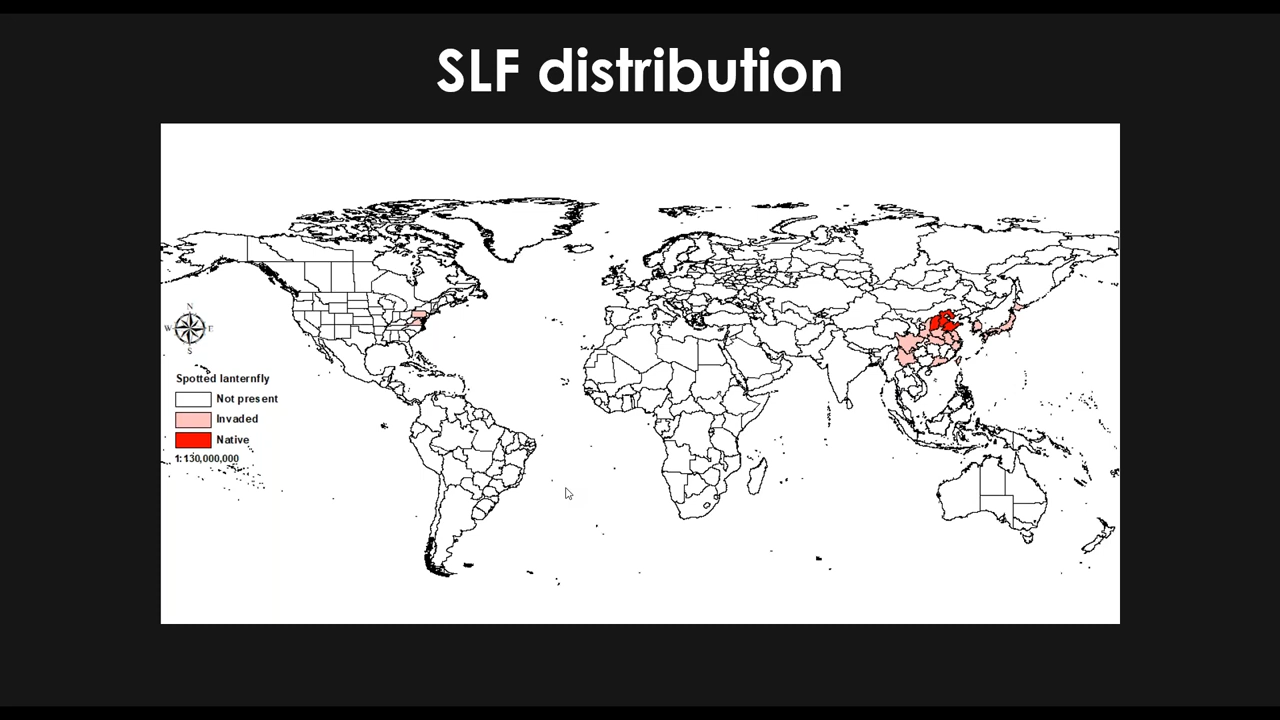 SLF distribution
N
W
E
S
Spotted lanternfly
Not present
Invaded
Native
1:130,000,000